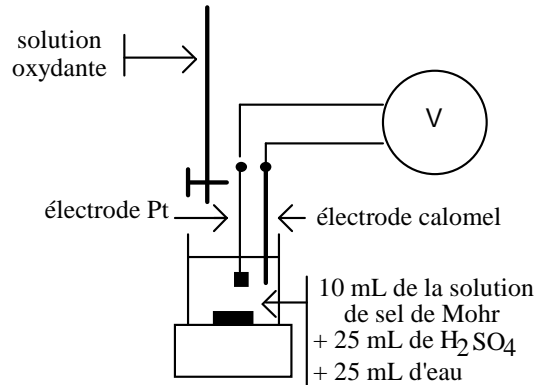 solution
oxydante
V
électrode Pt
électrode calomel
10 mL de la solution
de sel de Mohr
+ 25 mL de H₂SO₄
+ 25 mL d'eau